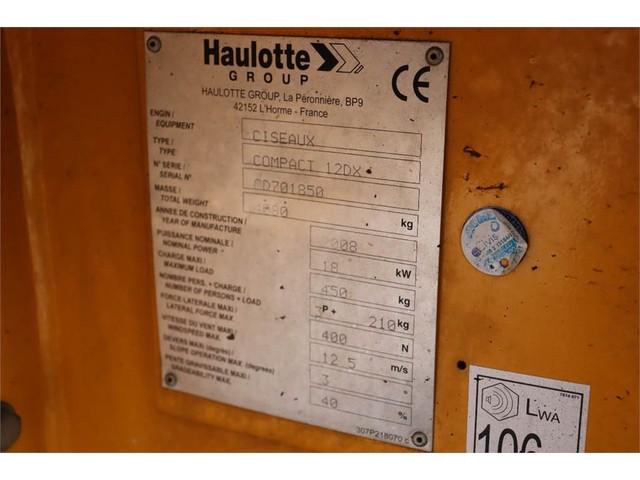 Haulotte
GROUP
CE
HAULOTTE GROUP, La Péronnière, BP9
42152 L'Horme - France
ENGIN / EQUIPMENT CISEAUX
TYPE / TYPE COMPACT 12DX
N° SERIE / SERIAL N° CD701850
MASSE / TOTAL WEIGHT kg
ANNEE DE CONSTRUCTION / YEAR OF MANUFACTURE 2008
PUISSANCE NOMINALE / NOMINAL POWER 18 kW
CHARGE MAXI / MAXIMUM LOAD 450 kg
NOMBRE PERS. + CHARGE / NUMBER OF PERSONS + LOAD 3 P + 210 kg
FORCE LATERALE MAXI / LATERAL FORCE MAX. 400 N
VITESSE DU VENT MAXI / WINDSPEED MAX. 12.5 m/s
DEVERS MAXI (degrés) / SLOPE OPERATION MAX. (degrees) 3
PENTE GRAVISSABLE MAXI / GRADEABILITY MAX. 40 %
307P218070 c
LWA
106